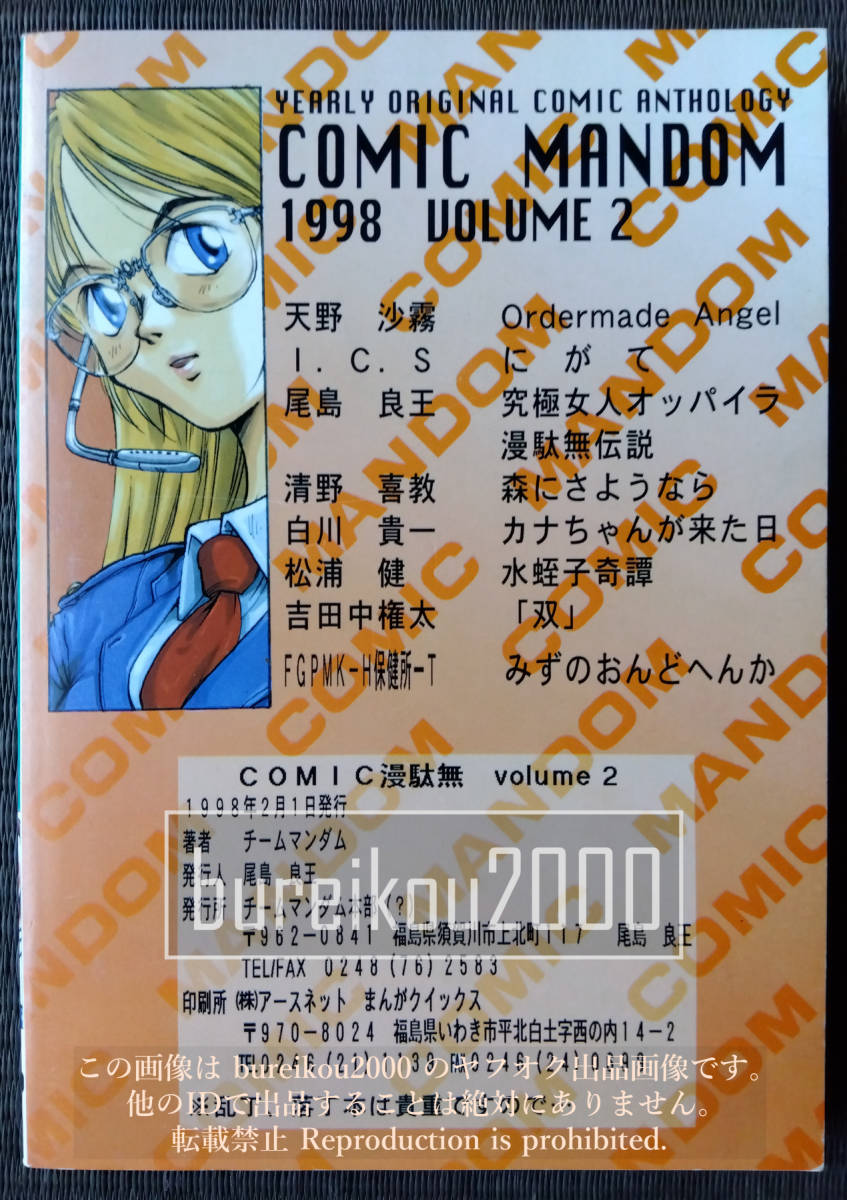 YEARLY ORIGINAL COMIC ANTHOLOGY
COMIC MANDOM
1998 VOLUME 2
天野 沙霧 Ordermade Angel
I.C.S にがて
尾島 良王 究極女人オッパイラ
漫駄無伝説
清野 喜教 森にさようなら
白川 貴一 カナちゃんが来た日
松浦 健 水蛭子奇譚
吉田中権太 「双」
FGPMK-H保健所-T みずのおんどへんか
COMIC漫駄無 volume 2
1998年2月1日発行
著者 チームマンダム
発行人 尾島 良王
発行所 チームマンダム本部(?)
〒962-0841 福島県須賀川市上北町117 尾島 良王
TEL/FAX 0248(76)2583
印刷所 (株)アースネット まんがクイックス
〒970-8024 福島県いわき市平北白土字西の内14-2
bureikou2000
この画像は bureikou2000 のヤフオク出品画像です。
他のIDで出品することは絶対にありません。
転載禁止 Reproduction is prohibited.